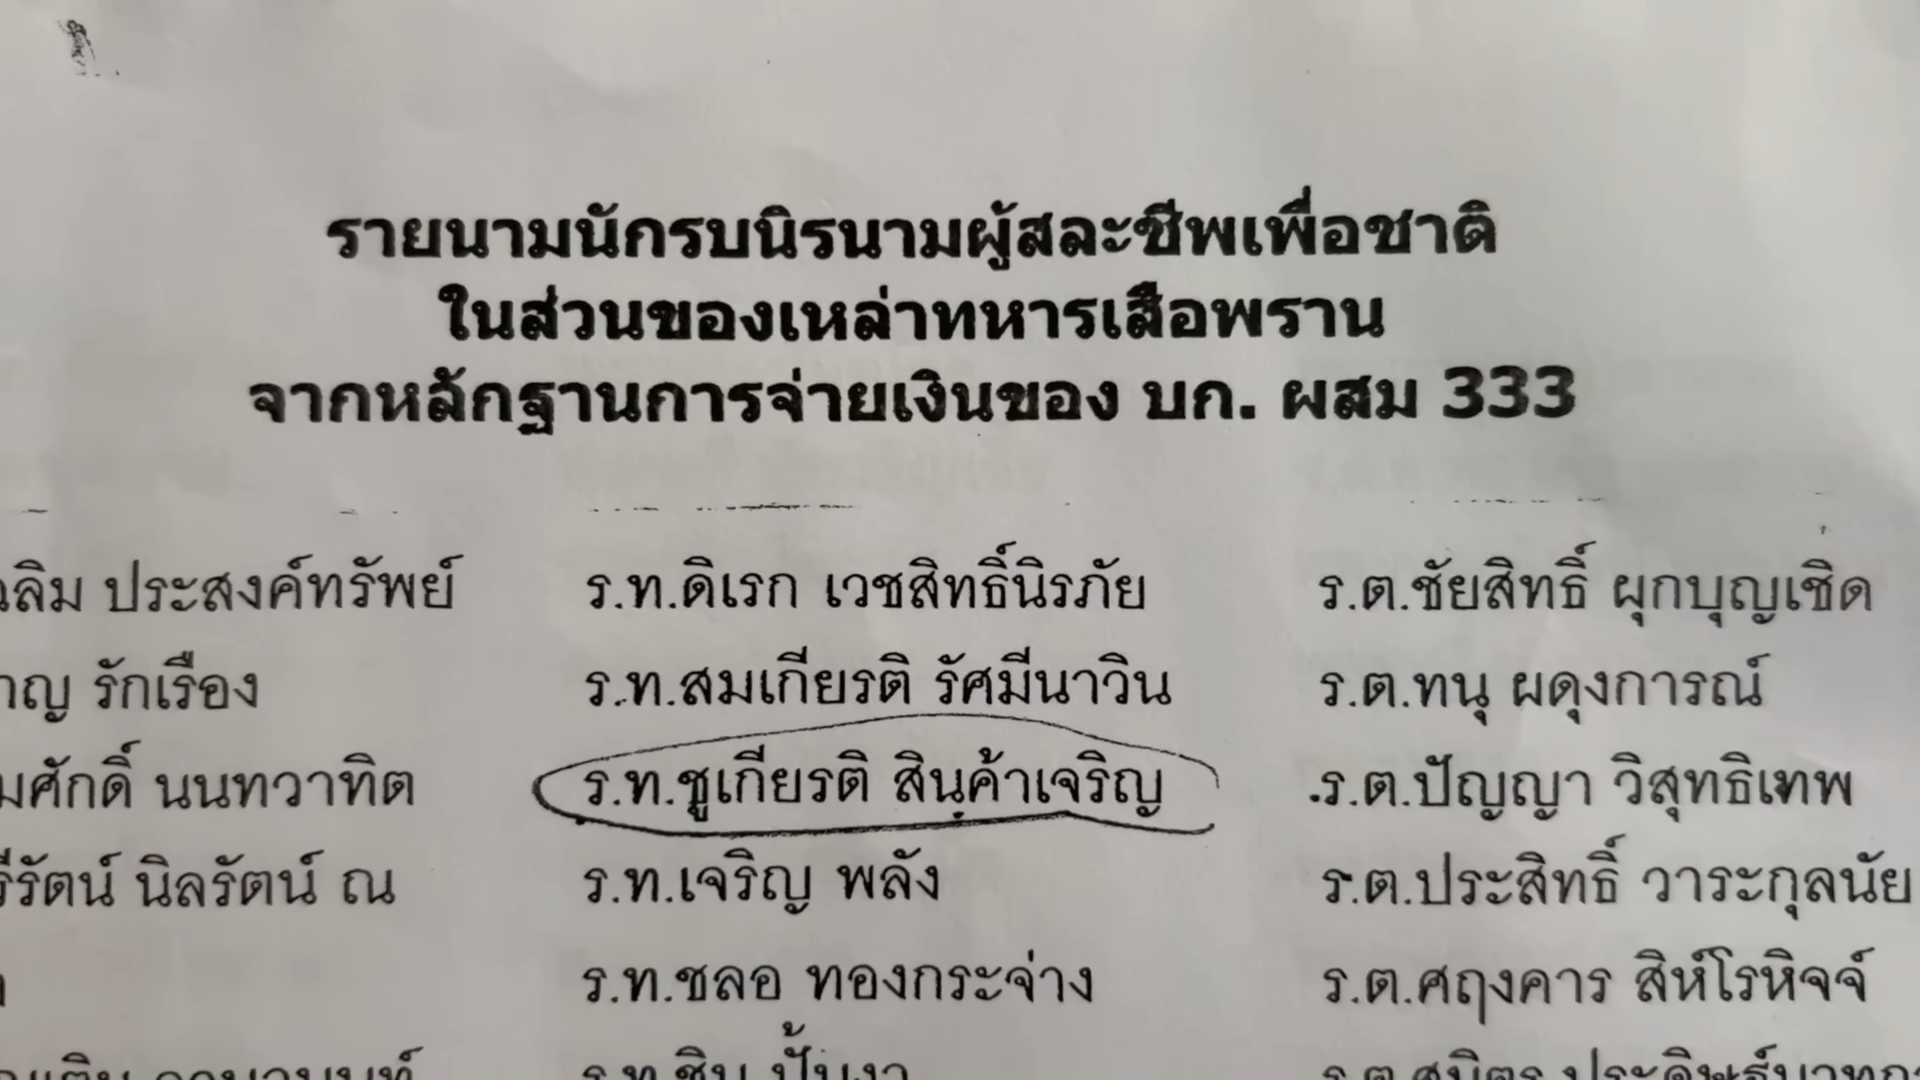 รายนามนักรบนิรนามผู้สละชีพเพื่อชาติ
ในส่วนของเหล่าทหารเสือพราน
จากหลักฐานการจ่ายเงินของ บก. ผสม 333
ประสงค์ทรัพย์ ร.ท.ดิเรก เวชสิทธิ์นิรภัย ร.ต.ชัยสิทธิ์ ผุกบุญเชิด
รักเรือง ร.ท.สมเกียรติ รัศมีนาวิน ร.ต.ทนุ ผดุงการณ์
นนทวาทิต ร.ท.ชูเกียรติ สินค้าเจริญ ร.ต.ปัญญา วิสุทธิเทพ
นิลรัตน์ ณ ร.ท.เจริญ พลัง ร.ต.ประสิทธิ์ วาระกุลนัย
ร.ท.ชลอ ทองกระจ่าง ร.ต.ศฤงคาร สิห์โรหิจจ์